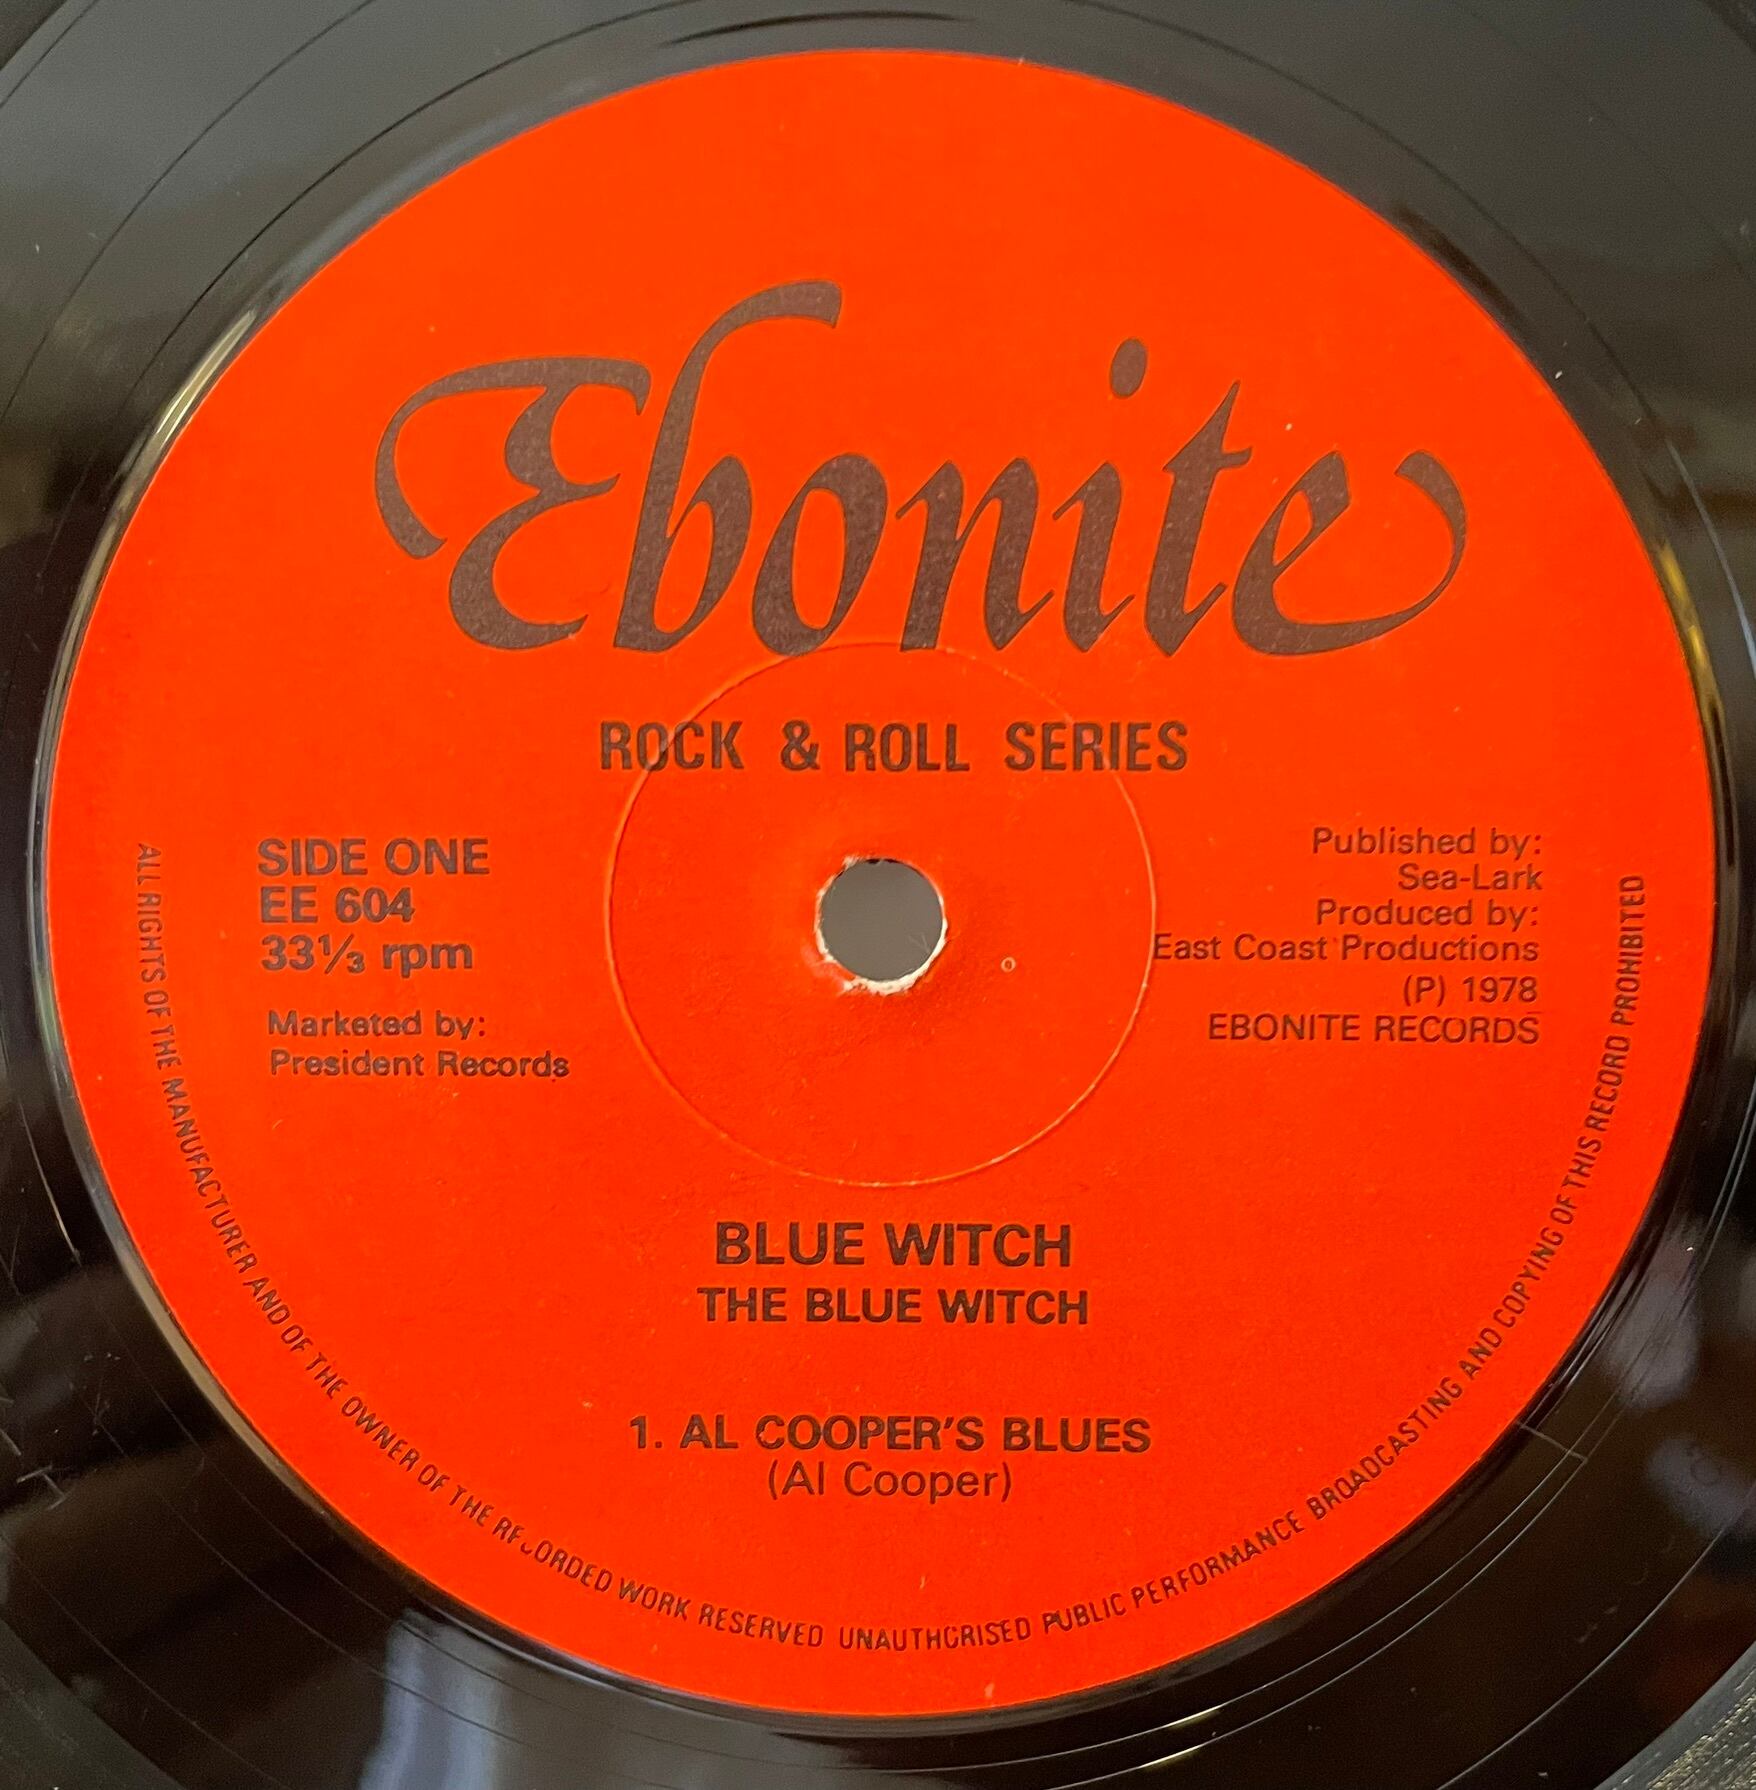 Ebonite
ROCK & ROLL SERIES
SIDE ONE
EE 604
33⅓ rpm
Marketed by:
President Records
Published by:
Sea-Lark
Produced by:
East Coast Productions
(P) 1978
EBONITE RECORDS
BLUE WITCH
THE BLUE WITCH
1. AL COOPER'S BLUES
(Al Cooper)
ALL RIGHTS OF THE MANUFACTURER AND OF THE OWNER OF THE RECORDED WORK RESERVED UNAUTHORISED PUBLIC PERFORMANCE BROADCASTING AND COPYING OF THIS RECORD PROHIBITED